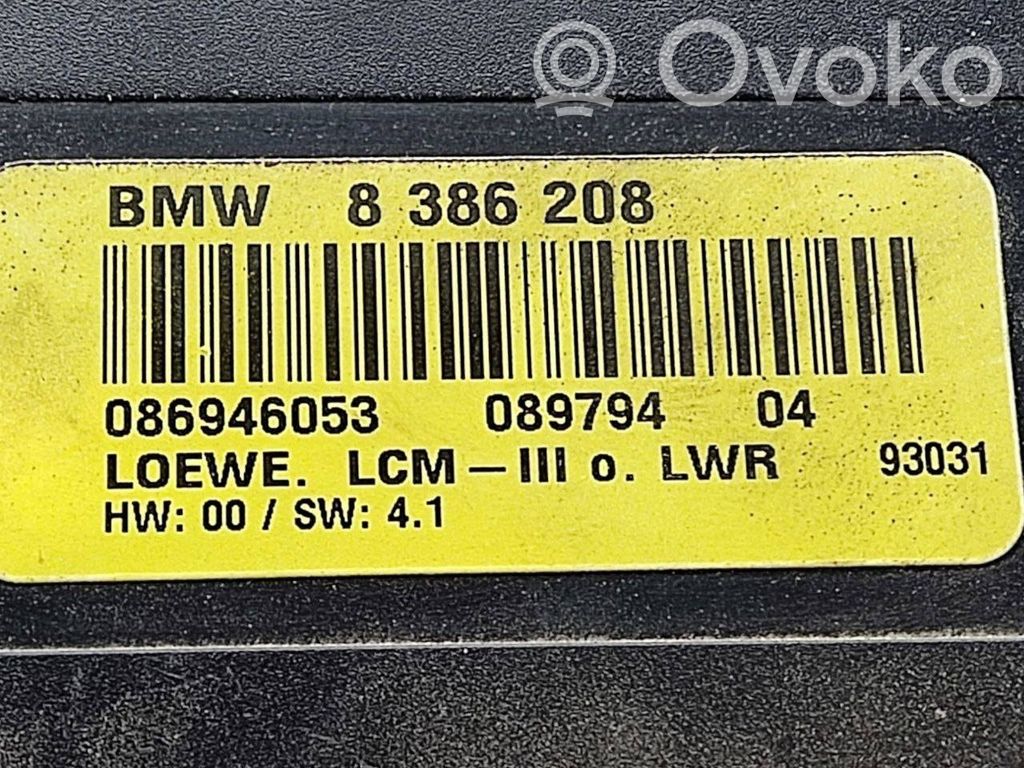 Ovoko
BMW 8 386 208
086946053 089794 04
LOEWE. LCM – III o. LWR 93031
HW: 00 / SW: 4.1